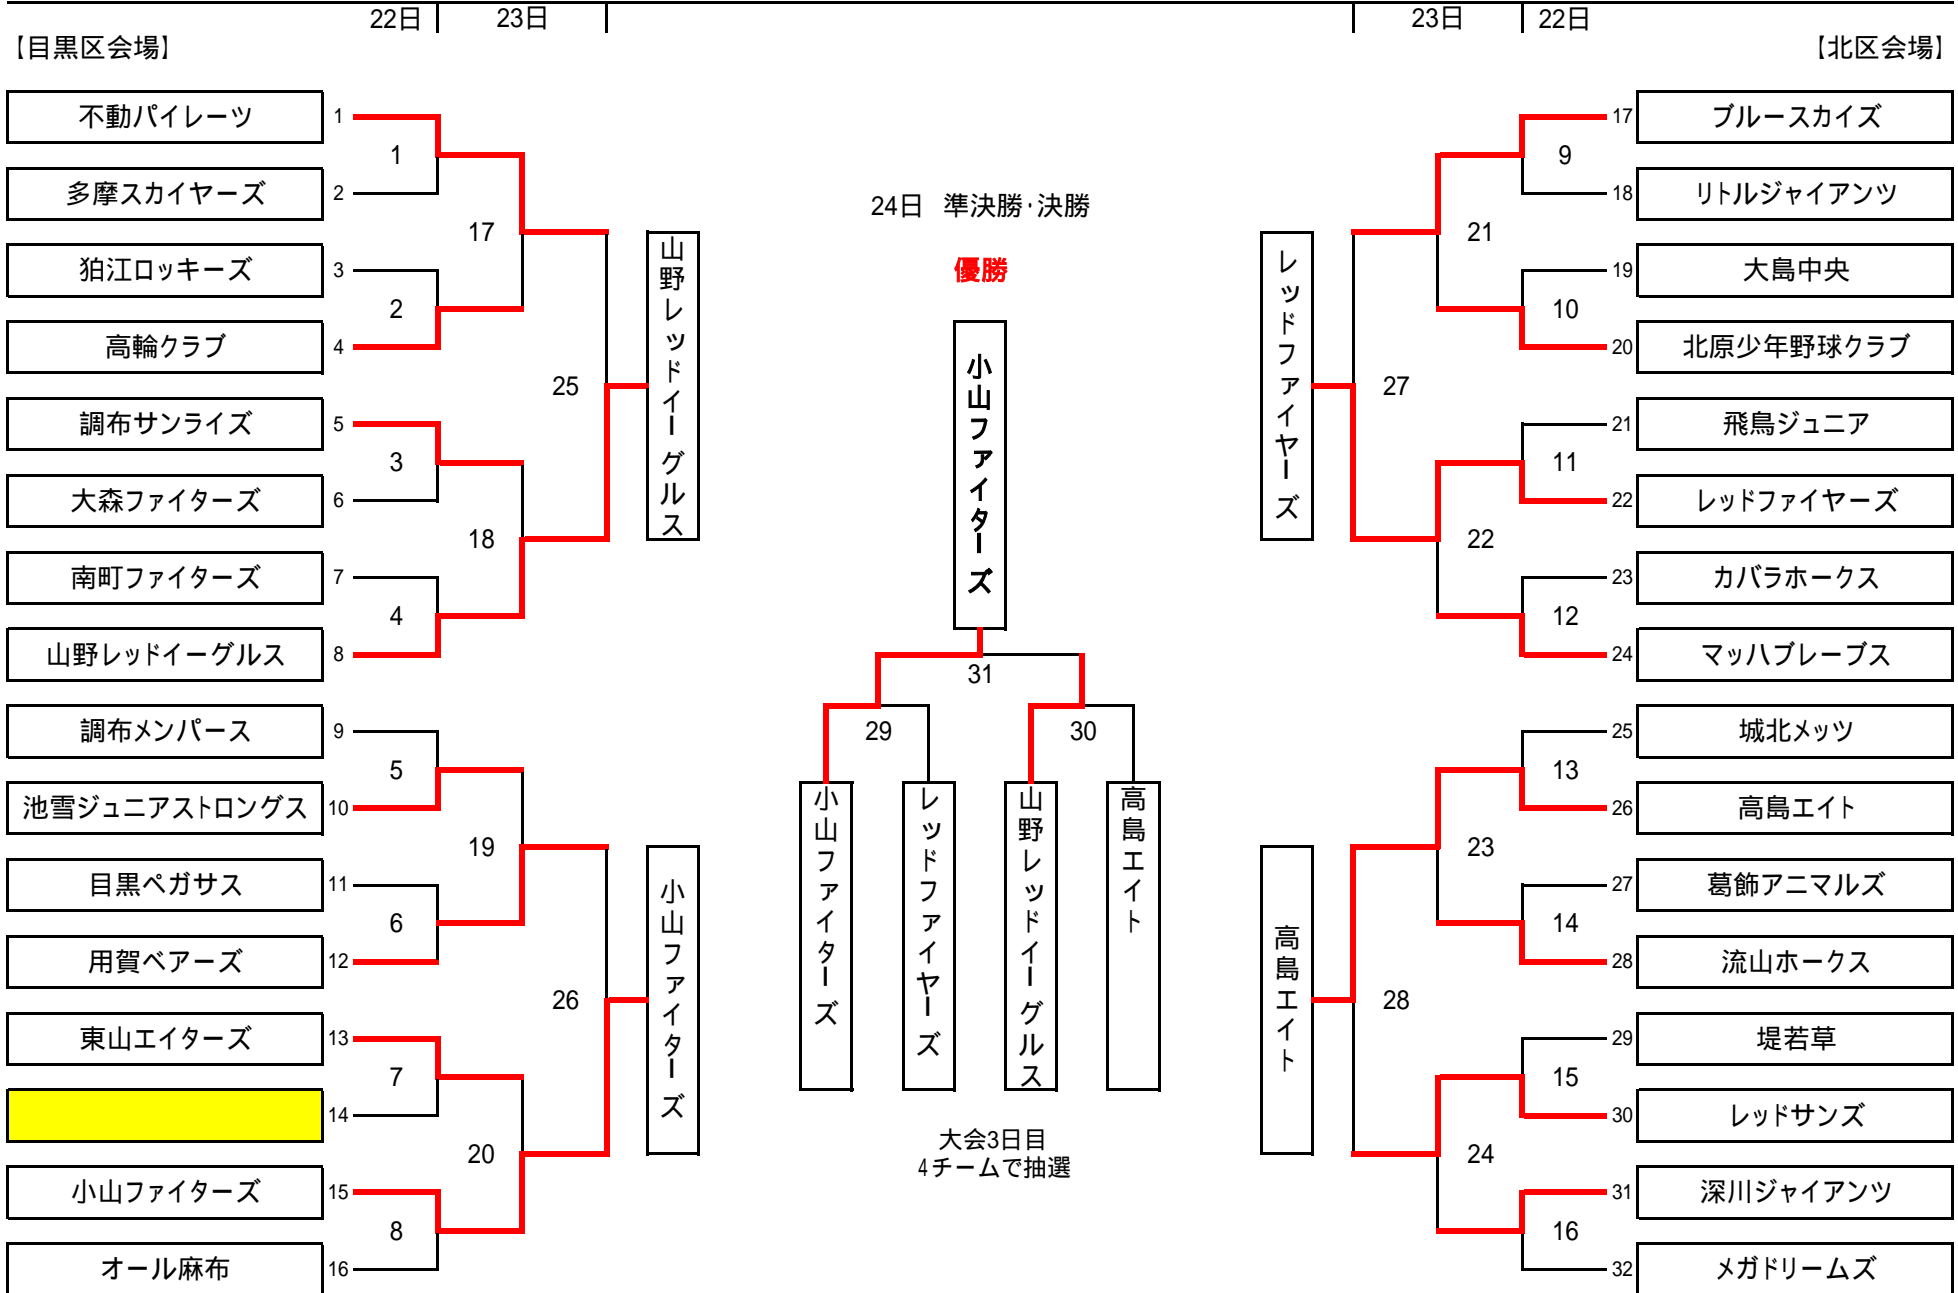 22日 23日 23日 22日
【目黒区会場】 【北区会場】
不動パイレーツ 1
1
多摩スカイヤーズ 2
17
狛江ロッキーズ 3
2
高輪クラブ 4
25
調布サンライズ 5
3
大森ファイターズ 6
18
南町ファイターズ 7
4
山野レッドイーグルス 8
調布メンパース 9
5
池雪ジュニアストロングス 10
19
目黒ペガサス 11
6
用賀ベアーズ 12
26
東山エイターズ 13
7
14
20
小山ファイターズ 15
8
オール麻布 16
山野レッドイーグルス
小山ファイターズ
24日 準決勝・決勝
優勝
小山ファイターズ
31
29 30
小山ファイターズ
レッドファイヤーズ
山野レッドイーグルス
高島エイト
大会3日目
4チームで抽選
レッドファイヤーズ
高島エイト
17 ブルースカイズ
9
18 リトルジャイアンツ
21
19 大島中央
10
20 北原少年野球クラブ
27
21 飛鳥ジュニア
11
22 レッドファイヤーズ
22
23 カバラホークス
12
24 マッハブレーブス
25 城北メッツ
13
26 高島エイト
23
27 葛飾アニマルズ
14
28 流山ホークス
28
29 堤若草
15
30 レッドサンズ
24
31 深川ジャイアンツ
16
32 メガドリームズ